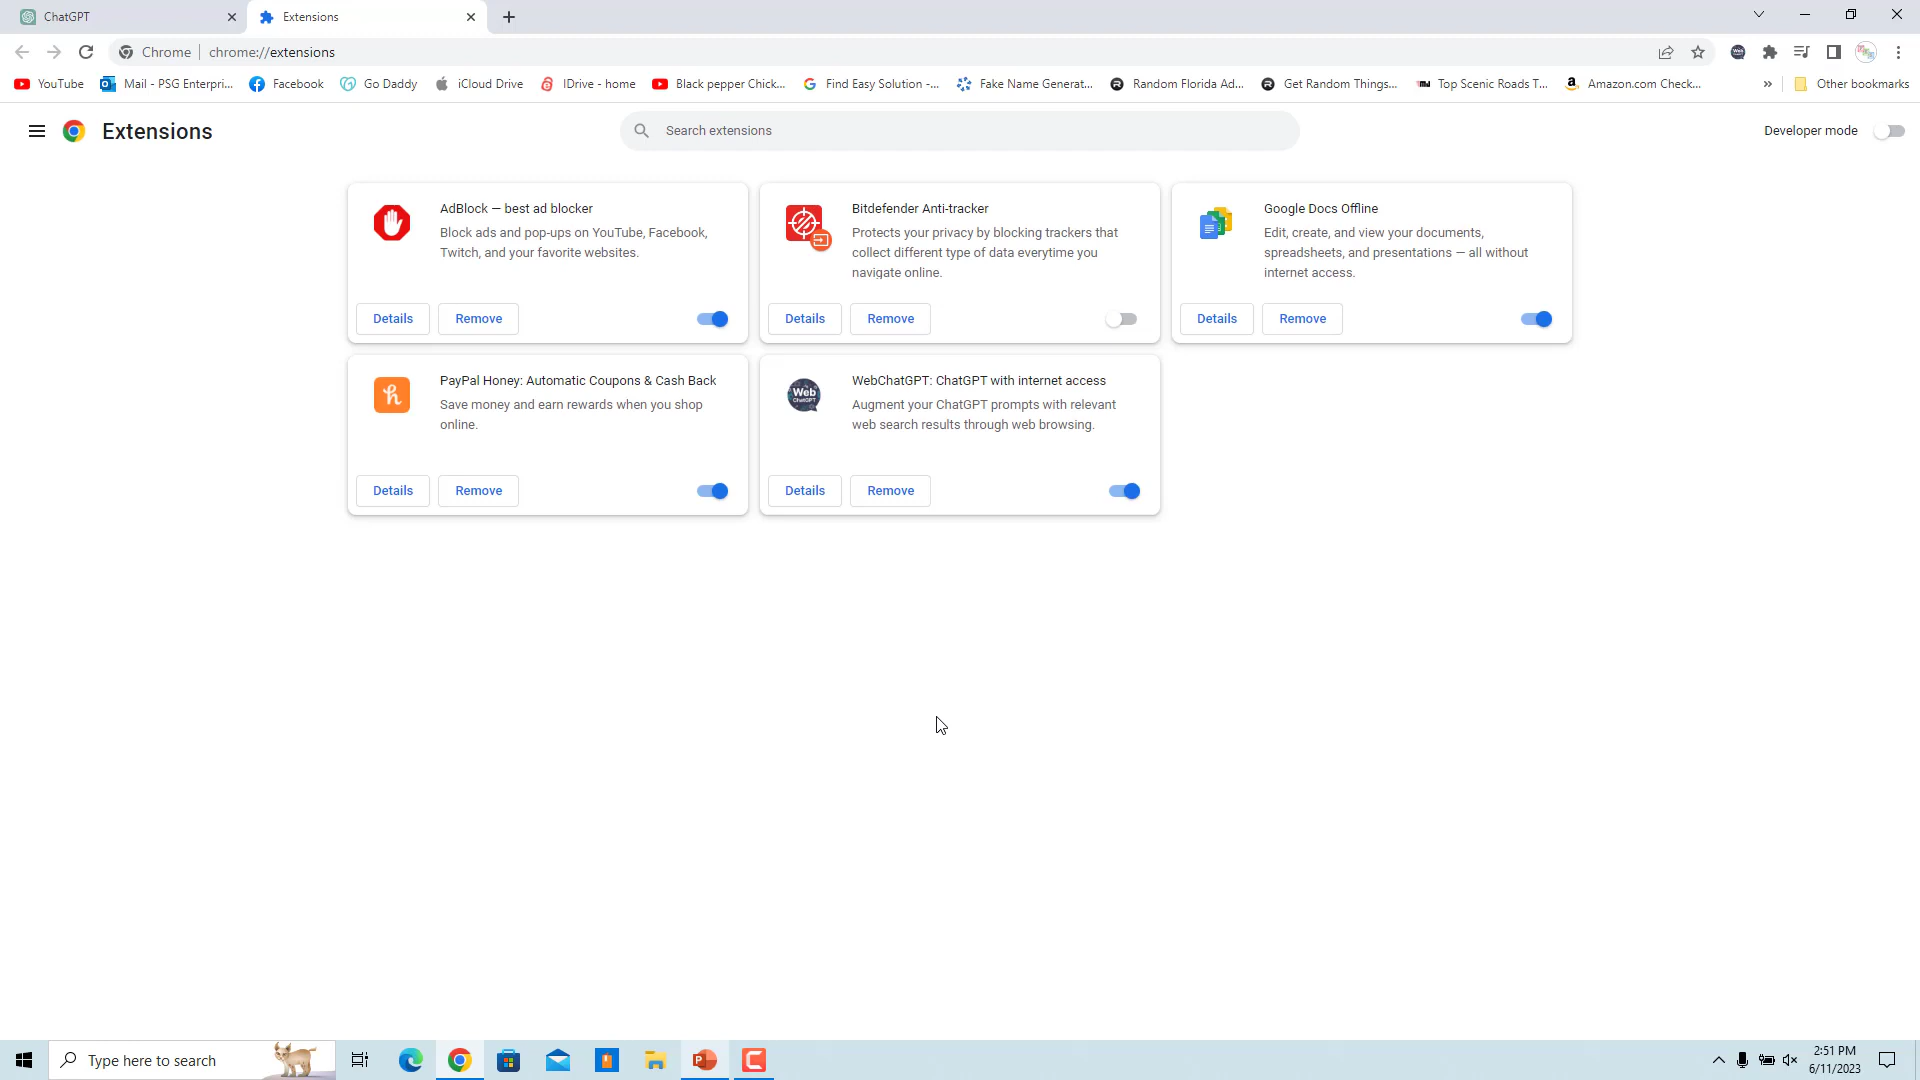 ChatGPT
Extensions
Chrome
chrome://extensions
YouTube
Mail - PSG Enterpri...
Facebook
Go Daddy
iCloud Drive
IDrive - home
Black pepper Chick...
Find Easy Solution -...
Fake Name Generat...
Random Florida Ad...
Get Random Things...
Top Scenic Roads T...
Amazon.com Check...
»
Other bookmarks
Extensions
Search extensions
Developer mode
AdBlock — best ad blocker
Block ads and pop-ups on YouTube, Facebook,
Twitch, and your favorite websites.
Details
Remove
Bitdefender Anti-tracker
Protects your privacy by blocking trackers that
collect different type of data everytime you
navigate online.
Details
Remove
Google Docs Offline
Edit, create, and view your documents,
spreadsheets, and presentations — all without
internet access.
Details
Remove
PayPal Honey: Automatic Coupons & Cash Back
Save money and earn rewards when you shop
online.
Details
Remove
Web
ChatGPT
WebChatGPT: ChatGPT with internet access
Augment your ChatGPT prompts with relevant
web search results through web browsing.
Details
Remove
Type here to search
2:51 PM
6/11/2023